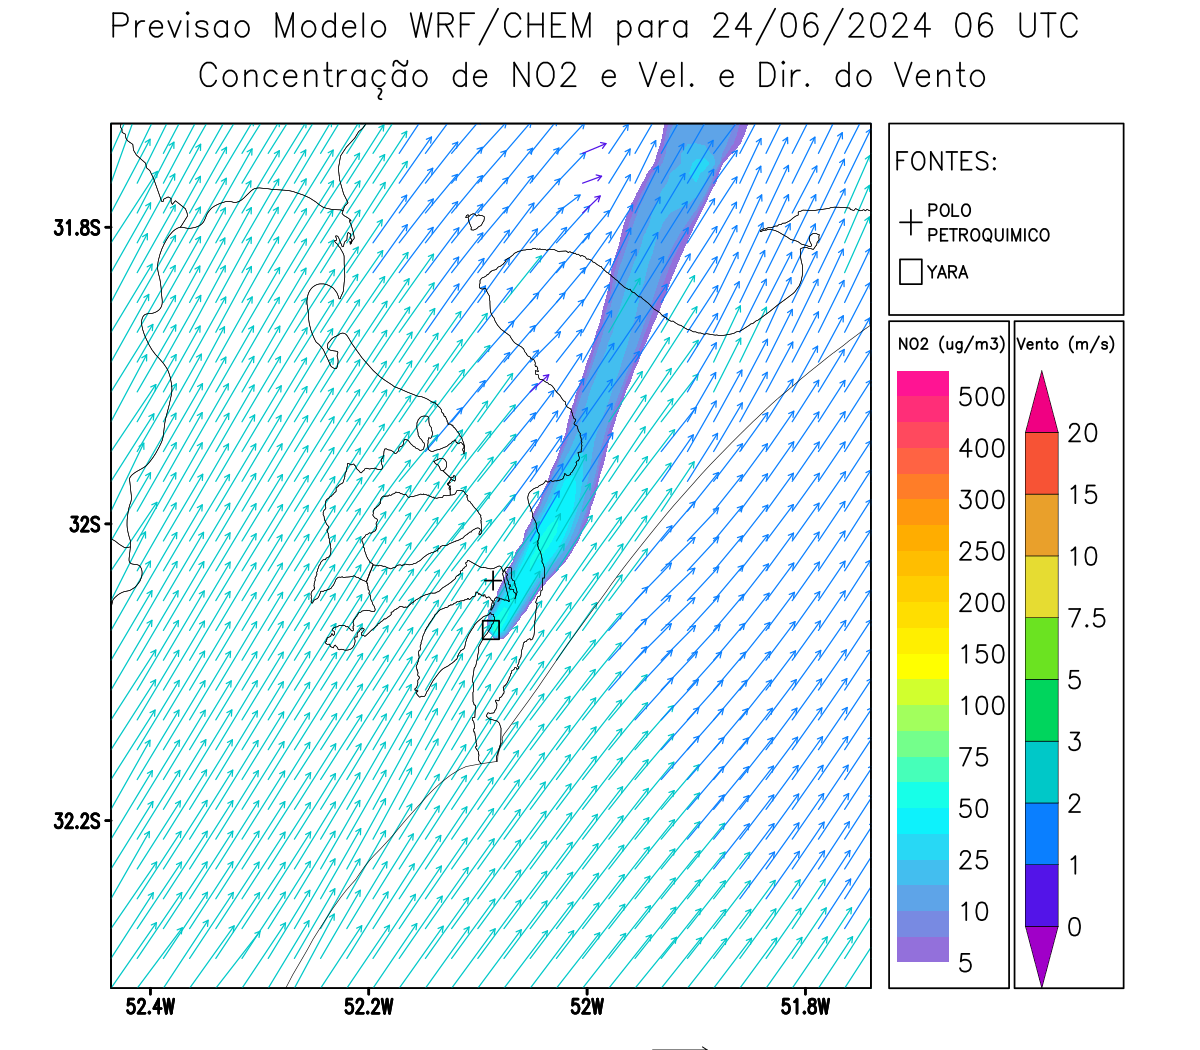 Previsao Modelo WRF/CHEM para 24/06/2024 06 UTC
Concentração de NO2 e Vel. e Dir. do Vento
FONTES:
POLO
PETROQUIMICO
YARA
31.8S
32S
32.2S
52.4W
52.2W
52W
51.8W
NO2 (ug/m3)
500
400
300
250
200
150
100
75
50
25
10
5
Vento (m/s)
20
15
10
7.5
5
3
2
1
0